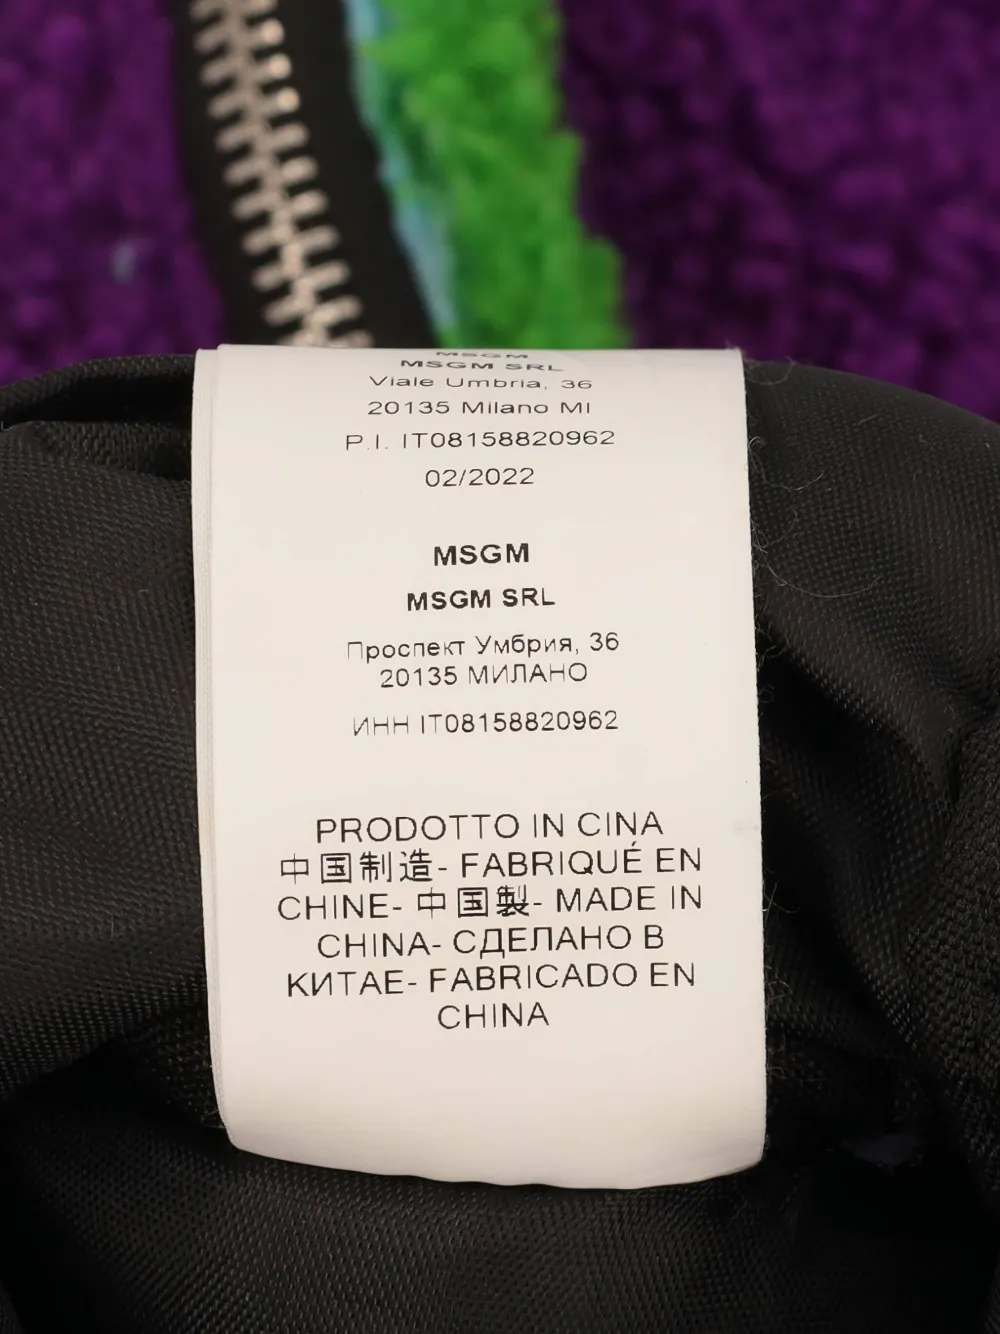 MSGM
MSGM SRL
Viale Umbria, 36
20135 Milano MI
P.I. IT08158820962
02/2022
MSGM
MSGM SRL
Проспект Умбрия, 36
20135 МИЛАНО
ИНН IT08158820962
PRODOTTO IN CINA
中国制造- FABRIQUÉ EN
CHINE- 中国製- MADE IN
CHINA- СДЕЛАНО В
КИТАЕ- FABRICADO EN
CHINA